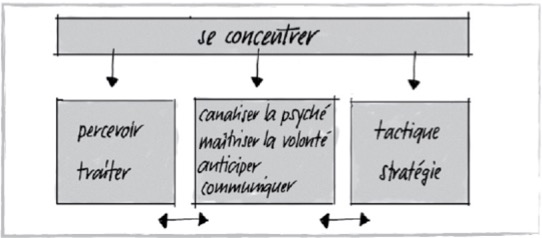 se concentrer
percevoir
traiter
canaliser la psyché
maîtriser la volonté
anticiper
communiquer
tactique
stratégie